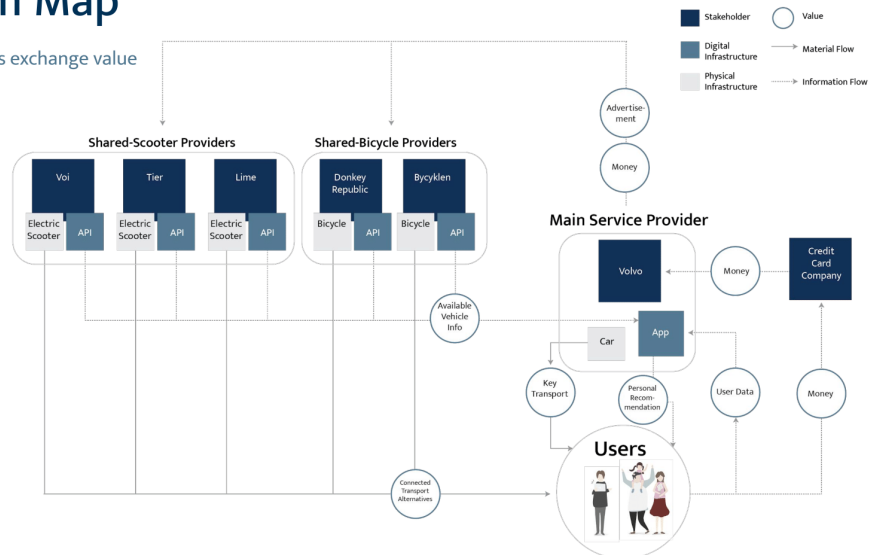 Map
s exchange value
Stakeholder
Value
Digital
Infrastructure
Material Flow
Physical
Infrastructure
Information Flow
Advertise-
ment
Money
Shared-Scooter Providers
Shared-Bicycle Providers
Voi
Tier
Lime
Donkey
Republic
Bycyklen
Electric
Scooter
API
Electric
Scooter
API
Electric
Scooter
API
Bicycle
API
Bicycle
API
Main Service Provider
Volvo
Money
Credit
Card
Company
Available
Vehicle
Info
App
Car
Key
Transport
Personal
Recom-
mendation
User Data
Money
Users
Connected
Transport
Alternatives